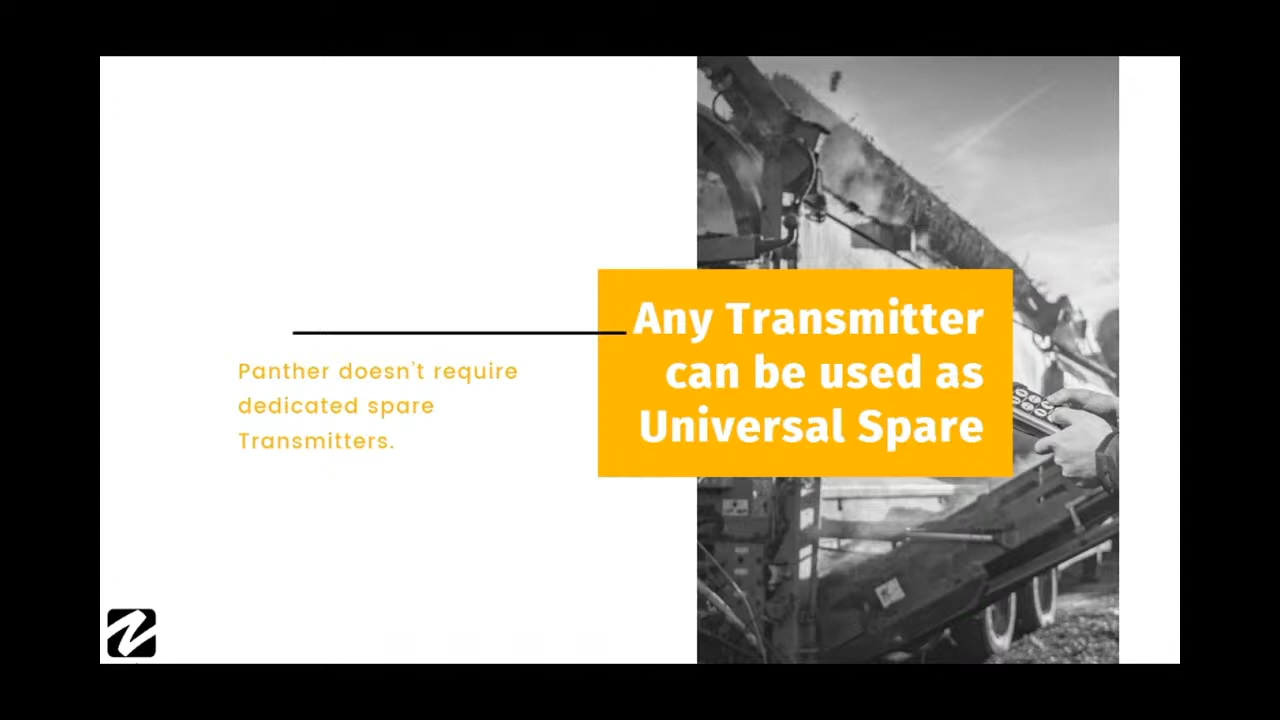 Any Transmitter
can be used as
Universal Spare
Panther doesn't require
dedicated spare
Transmitters.